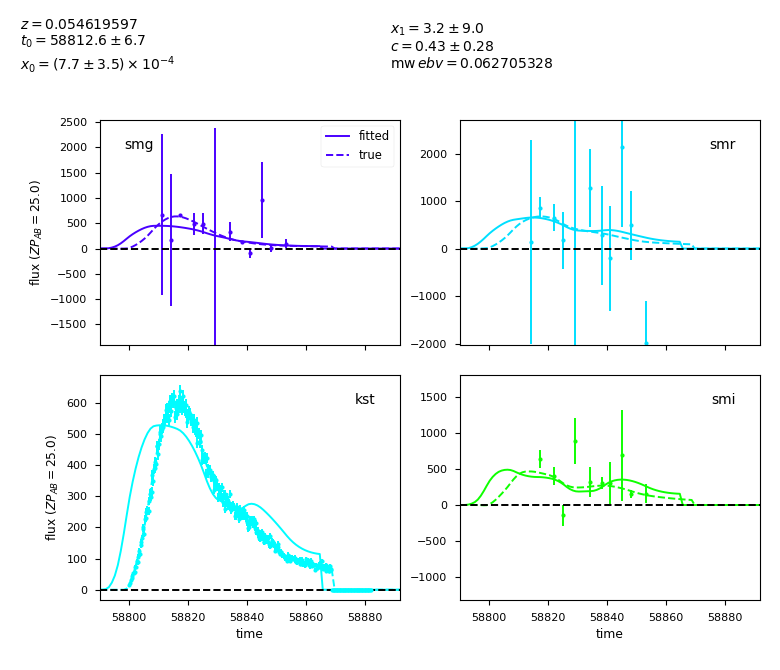 z = 0.054619597
t₀ = 58812.6 ± 6.7
x₀ = (7.7 ± 3.5) × 10⁻⁴
x₁ = 3.2 ± 9.0
c = 0.43 ± 0.28
mw ebv = 0.062705328
smg
fitted
true
2500
2000
1500
1000
500
0
−500
−1000
−1500
flux (ZP_AB = 25.0)
smr
2000
1000
0
−1000
−2000
kst
600
500
400
300
200
100
0
flux (ZP_AB = 25.0)
58800 58820 58840 58860 58880
time
smi
1500
1000
500
0
−500
−1000
58800 58820 58840 58860 58880
time